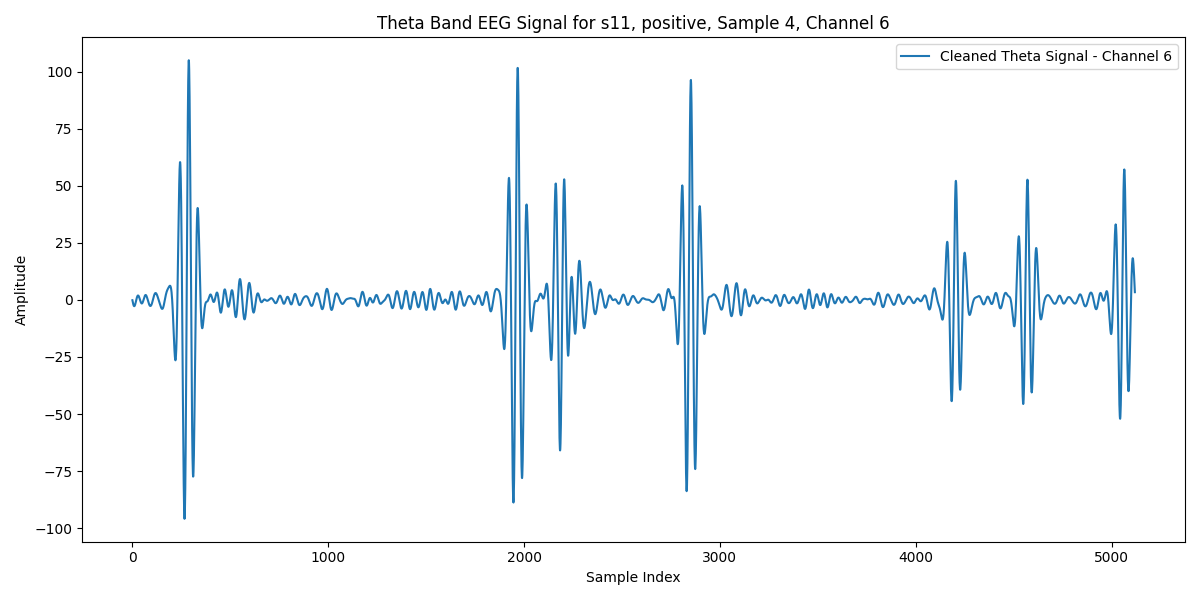 Theta Band EEG Signal for s11, positive, Sample 4, Channel 6
Cleaned Theta Signal - Channel 6
Amplitude
100
75
50
25
0
−25
−50
−75
−100
0 1000 2000 3000 4000 5000
Sample Index